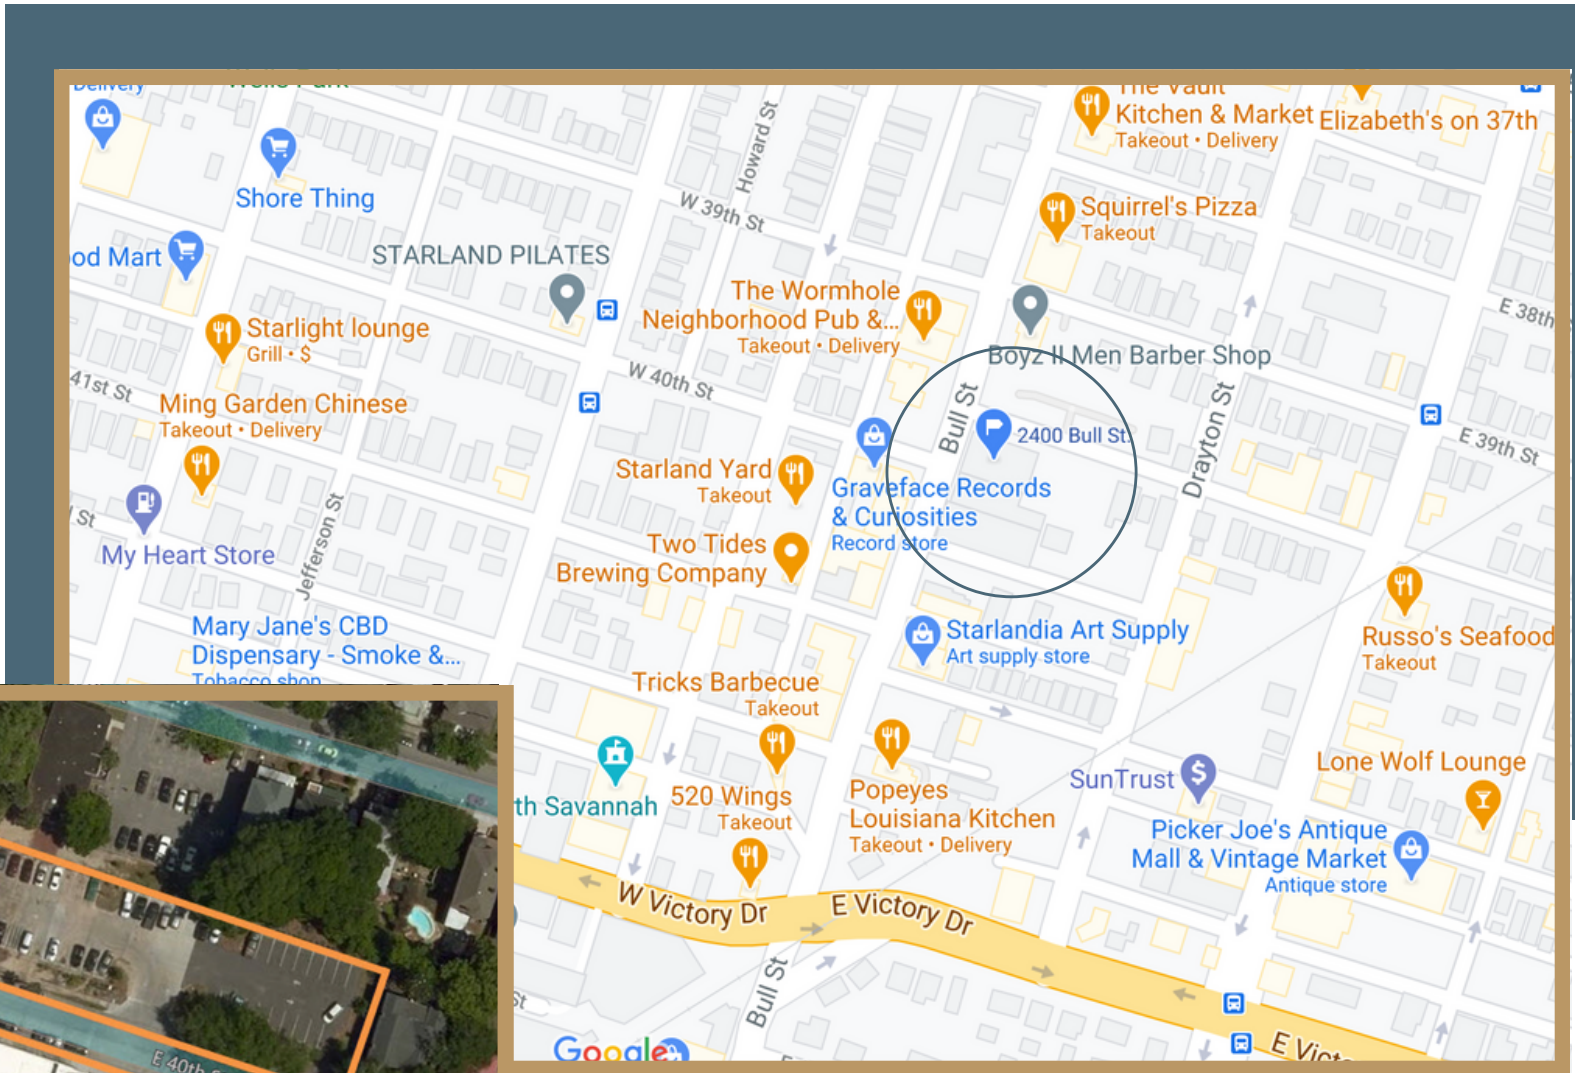 Delivery
Wells Park
Shore Thing
od Mart
STARLAND PILATES
Howard St
W 39th St
The Vault
Kitchen & Market
Takeout • Delivery
Elizabeth's on 37th
Squirrel's Pizza
Takeout
The Wormhole
Neighborhood Pub &...
Takeout • Delivery
Boyz II Men Barber Shop
E 38th
Starlight lounge
Grill • $
41st St
Ming Garden Chinese
Takeout • Delivery
W 40th St
Bull St
2400 Bull St.
Drayton St
E 39th St
Starland Yard
Takeout
Graveface Records
& Curiosities
Record store
St
My Heart Store
Jefferson St
Two Tides
Brewing Company
Mary Jane's CBD
Dispensary - Smoke &...
Tobacco shop
Starlandia Art Supply
Art supply store
Russo's Seafood
Takeout
Tricks Barbecue
Takeout
th Savannah
520 Wings
Takeout
Popeyes
Louisiana Kitchen
Takeout • Delivery
SunTrust
Lone Wolf Lounge
Picker Joe's Antique
Mall & Vintage Market
Antique store
W Victory Dr
E Victory Dr
Bull St
St
E Victo
Google
E 40th